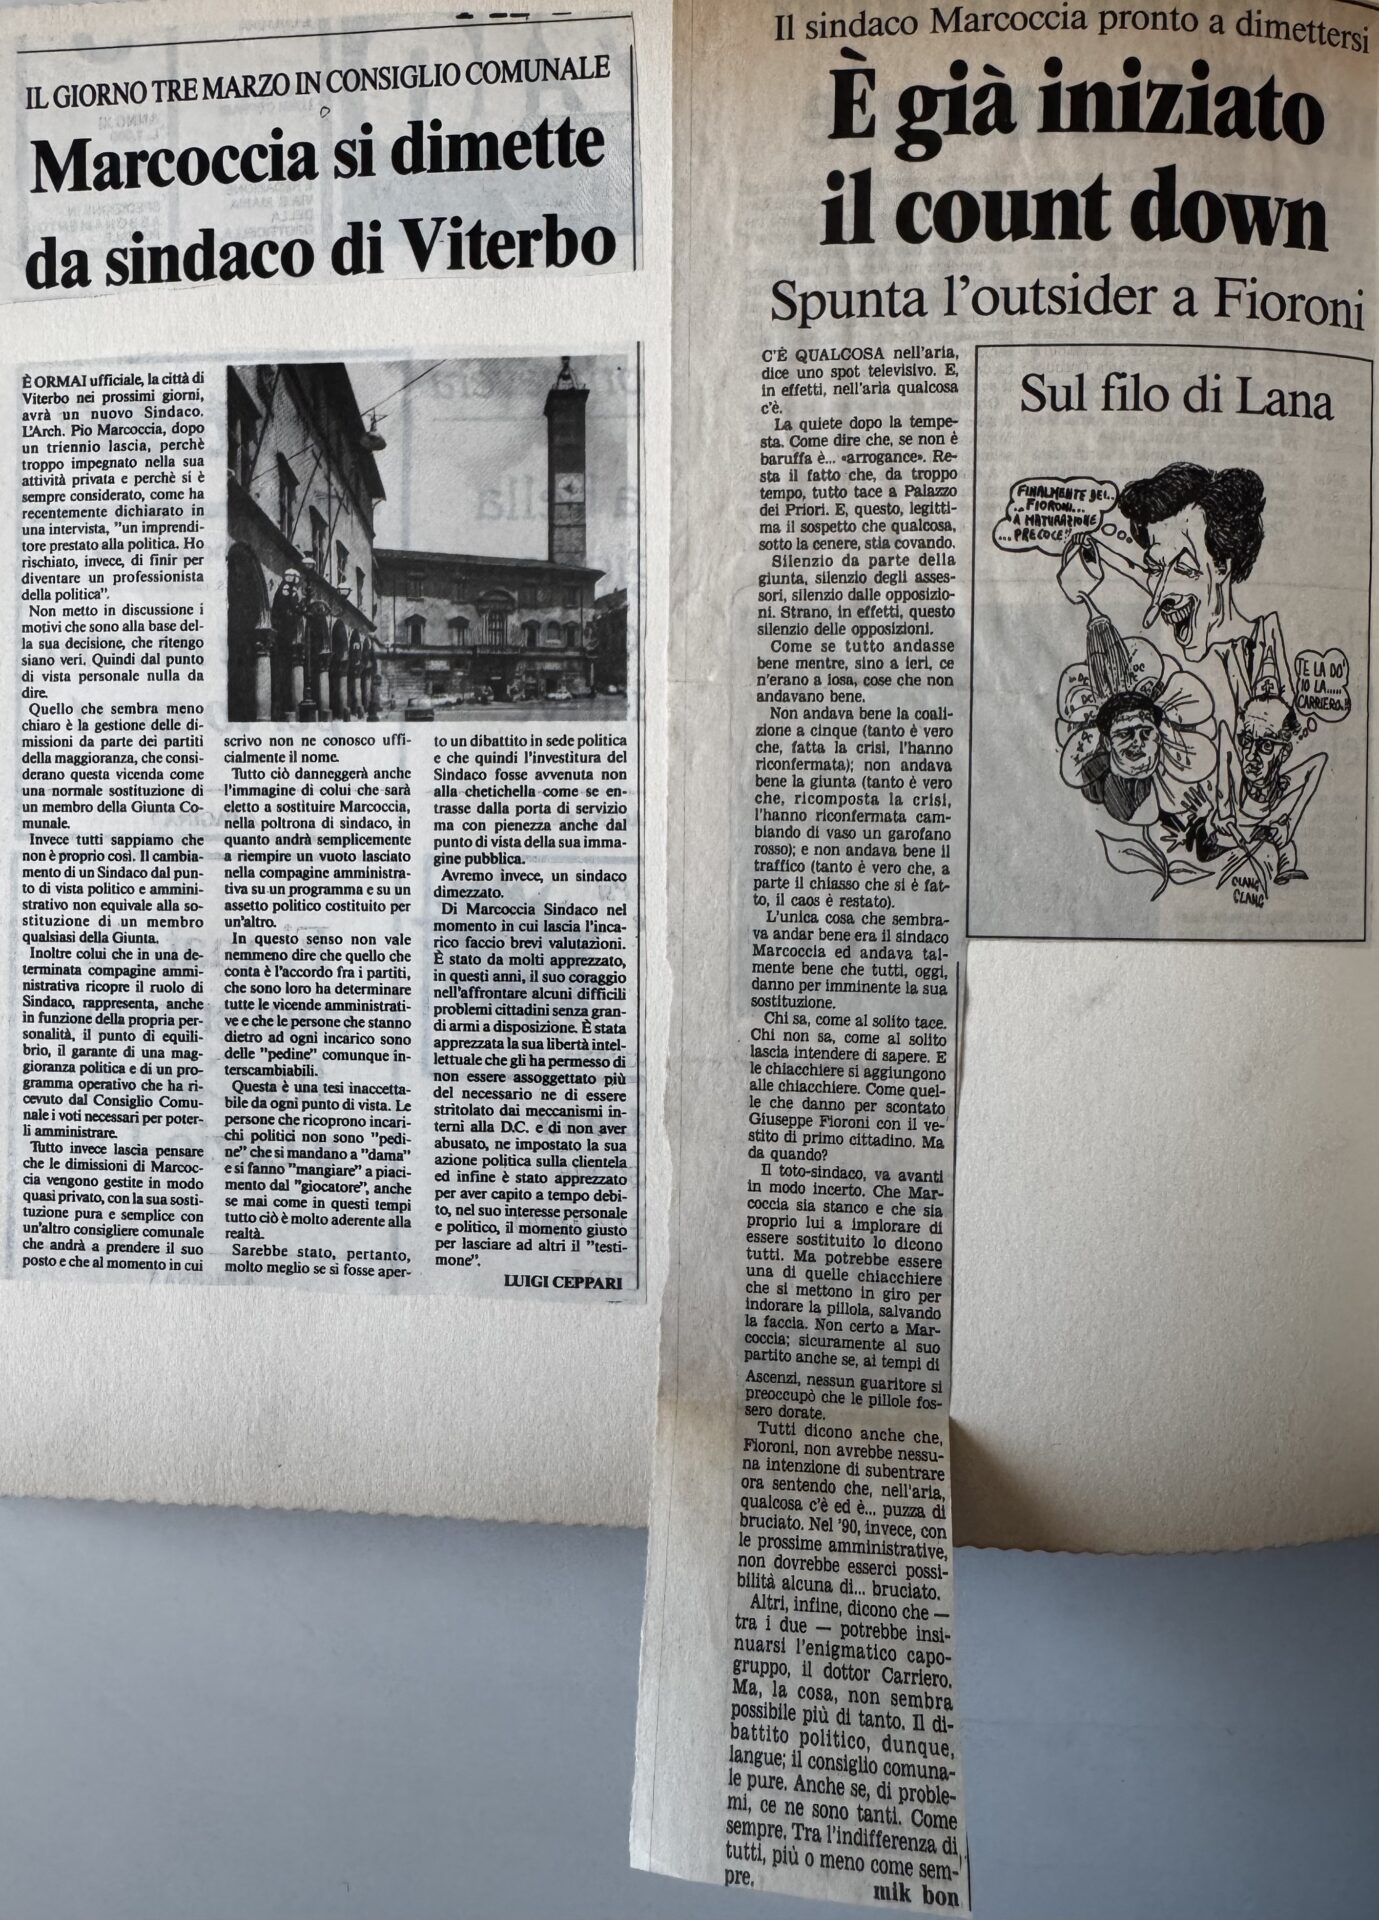 IL GIORNO TRE MARZO IN CONSIGLIO COMUNALE
Marcoccia si dimette
da sindaco di Viterbo
È ORMAI ufficiale, la città di
Viterbo nei prossimi giorni,
avrà un nuovo Sindaco.
L'Arch. Pio Marcoccia, dopo
un triennio lascia, perchè
troppo impegnato nella sua
attività privata e perchè si è
sempre considerato, come ha
recentemente dichiarato in
una intervista, "un imprendi-
tore prestato alla politica. Ho
rischiato, invece, di finir per
diventare un professionista
della politica".
Non metto in discussione i
motivi che sono alla base del-
la sua decisione, che ritengo
siano veri. Quindi dal punto
di vista personale nulla da
dire.
Quello che sembra meno
chiaro è la gestione delle di-
missioni da parte dei partiti
della maggioranza, che consi-
derano questa vicenda come
una normale sostituzione di
un membro della Giunta Co-
munale.
Invece tutti sappiamo che
non è proprio così. Il cambia-
mento di un Sindaco dal pun-
to di vista politico e ammini-
strativo non equivale alla so-
stituzione di un membro
qualsiasi della Giunta.
Inoltre colui che in una de-
terminata compagine ammi-
nistrativa ricopre il ruolo di
Sindaco, rappresenta, anche
in funzione della propria per-
sonalità, il punto di equili-
brio, il garante di una mag-
gioranza politica e di un pro-
gramma operativo che ha ri-
cevuto dal Consiglio Comu-
nale i voti necessari per poter-
li amministrare.
Tutto invece lascia pensare
che le dimissioni di Marcoc-
cia vengono gestite in modo
quasi privato, con la sua sosti-
tuzione pura e semplice con
un'altro consigliere comunale
che andrà a prendere il suo
posto e che al momento in cui
scrivo non ne conosco uffi-
cialmente il nome.
Tutto ciò danneggerà anche
l'immagine di colui che sarà
eletto a sostituire Marcoccia,
nella poltrona di sindaco, in
quanto andrà semplicemente
a riempire un vuoto lasciato
nella compagine amministra-
tiva su un programma e su un
assetto politico costituito per
un'altro.
In questo senso non vale
nemmeno dire che quello che
conta è l'accordo fra i partiti,
che sono loro ha determinare
tutte le vicende amministrati-
ve e che le persone che stanno
dietro ad ogni incarico sono
delle "pedine" comunque in-
terscambiabili.
Questa è una tesi inaccetta-
bile da ogni punto di vista. Le
persone che ricoprono incari-
chi politici non sono "pedi-
ne" che si mandano a "dama"
e si fanno "mangiare" a piaci-
mento dal "giocatore", anche
se mai come in questi tempi
tutto ciò è molto aderente alla
realtà.
Sarebbe stato, pertanto,
molto meglio se si fosse aper-
to un dibattito in sede politica
e che quindi l'investitura del
Sindaco fosse avvenuta non
alla chetichella come se en-
trasse dalla porta di servizio
ma con pienezza anche dal
punto di vista della sua imma-
gine pubblica.
Avremo invece, un sindaco
dimezzato.
Di Marcoccia Sindaco nel
momento in cui lascia l'inca-
rico faccio brevi valutazioni.
È stato da molti apprezzato,
in questi anni, il suo coraggio
nell'affrontare alcuni difficili
problemi cittadini senza gran-
di armi a disposizione. È stata
apprezzata la sua libertà intel-
lettuale che gli ha permesso di
non essere assoggettato più
del necessario ne di essere
stritolato dai meccanismi in-
terni alla D.C. e di non aver
abusato, ne impostato la sua
azione politica sulla clientela
ed infine è stato apprezzato
per aver capito a tempo debi-
to, nel suo interesse personale
e politico, il momento giusto
per lasciare ad altri il "testi-
mone".
LUIGI CEPPARI
Il sindaco Marcoccia pronto a dimettersi
È già iniziato
il count down
Spunta l'outsider a Fioroni
C'È QUALCOSA nell'aria,
dice uno spot televisivo. E,
in effetti, nell'aria qualcosa
c'è.
La quiete dopo la tempe-
sta. Come dire che, se non è
baruffa è... «arrogance». Re-
sta il fatto che, da troppo
tempo, tutto tace a Palazzo
dei Priori. E, questo, legitti-
ma il sospetto che qualcosa,
sotto la cenere, stia covando.
Silenzio da parte della
giunta, silenzio degli asses-
sori, silenzio dalle opposizio-
ni. Strano, in effetti, questo
silenzio delle opposizioni.
Come se tutto andasse
bene mentre, sino a ieri, ce
n'erano a iosa, cose che non
andavano bene.
Non andava bene la coali-
zione a cinque (tanto è vero
che, fatta la crisi, l'hanno
riconfermata); non andava
bene la giunta (tanto è vero
che, ricomposta la crisi,
l'hanno riconfermata cam-
biando di vaso un garofano
rosso); e non andava bene il
traffico (tanto è vero che, a
parte il chiasso che si è fat-
to, il caos è restato).
L'unica cosa che sembra-
va andar bene era il sindaco
Marcoccia ed andava tal-
mente bene che tutti, oggi,
danno per imminente la sua
sostituzione.
Chi sa, come al solito tace.
Chi non sa, come al solito
lascia intendere di sapere. E
le chiacchiere si aggiungono
alle chiacchiere. Come quel-
le che danno per scontato
Giuseppe Fioroni con il ve-
stito di primo cittadino. Ma
da quando?
Il toto-sindaco, va avanti
in modo incerto. Che Mar-
coccia sia stanco e che sia
proprio lui a implorare di
essere sostituito lo dicono
tutti. Ma potrebbe essere
una di quelle chiacchiere
che si mettono in giro per
indorare la pillola, salvando
la faccia. Non certo a Mar-
coccia; sicuramente al suo
partito anche se, ai tempi di
Ascenzi, nessun guaritore si
preoccupò che le pillole fos-
sero dorate.
Tutti dicono anche che,
Fioroni, non avrebbe nessu-
na intenzione di subentrare
ora sentendo che, nell'aria,
qualcosa c'è ed è... puzza di
bruciato. Nel '90, invece, con
le prossime amministrative,
non dovrebbe esserci possi-
bilità alcuna di... bruciato.
Altri, infine, dicono che —
tra i due — potrebbe insi-
nuarsi l'enigmatico capo-
gruppo, il dottor Carriero.
Ma, la cosa, non sembra
possibile più di tanto. Il di-
battito politico, dunque,
langue; il consiglio comuna-
le pure. Anche se, di proble-
mi, ce ne sono tanti. Come
sempre. Tra l'indifferenza di
tutti, più o meno come sem-
pre.
mik bon
Sul filo di Lana
FINALMENTE DEI..
..FIORONI...
A MATURAZIONE
...PRECOCE!!
TE LA DO'
IO LA.....
CARRIERO..!!
DC
DC
DC
CLANG
CLANG